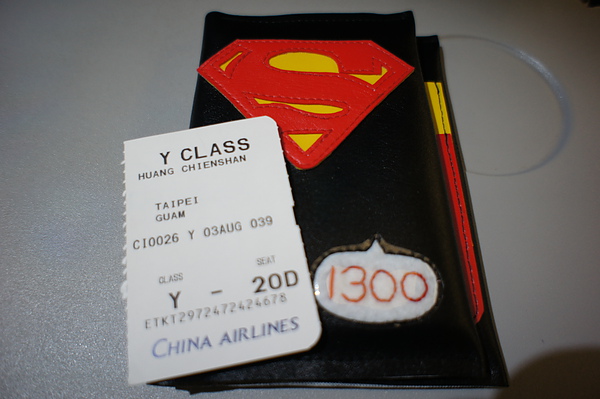 S
Y CLASS
HUANG CHIENSHAN
TAIPEI
GUAM
CI0026 Y 03AUG 039
CLASS SEAT
Y - 20D
ETKT2972472424678
CHINA AIRLINES
1300